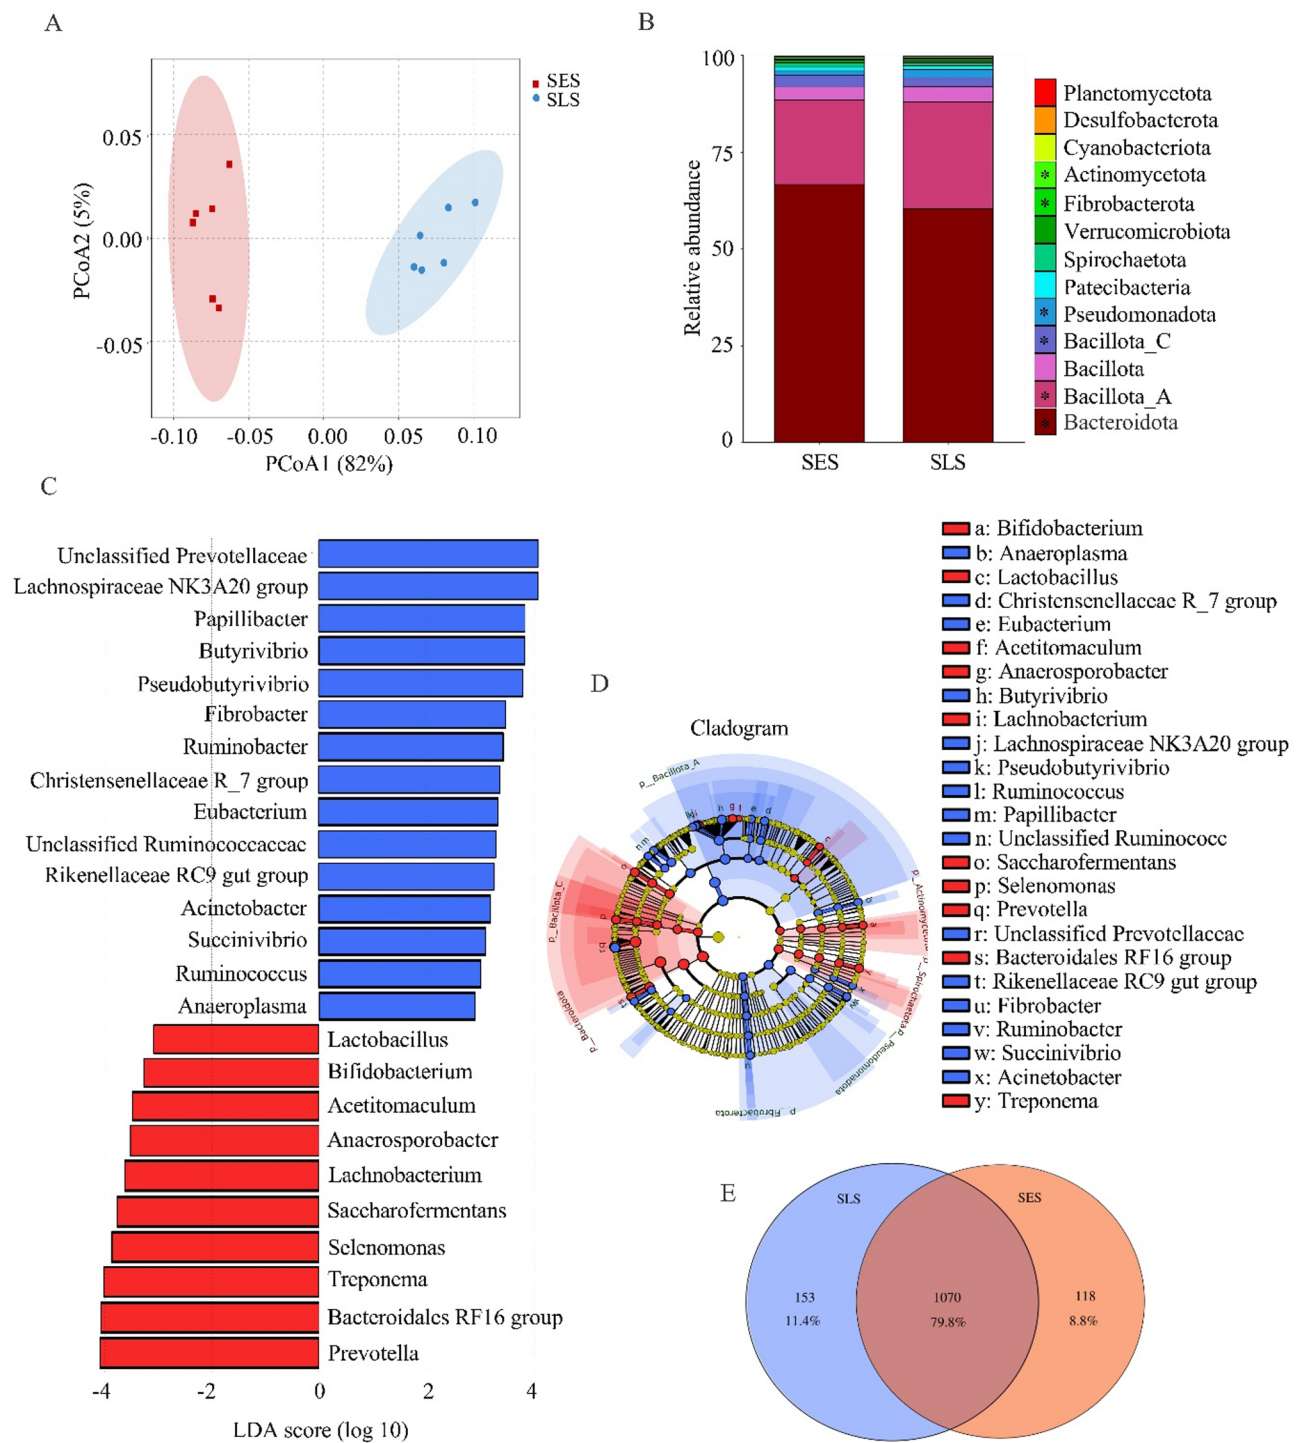 A
SES
SLS
0.05
0.00
-0.05
PCoA2 (5%)
-0.10
-0.05
0.00
0.05
0.10
PCoA1 (82%)
B
100
75
50
25
0
Relative abundance
SES
SLS
Planctomycetota
Desulfobacterota
Cyanobacteriota
* Actinomycetota
* Fibrobacterota
Verrucomicrobiota
Spirochaetota
Patecibacteria
* Pseudomonadota
* Bacillota_C
Bacillota
* Bacillota_A
* Bacteroidota
C
Unclassified Prevotellaceae
Lachnospiraceae NK3A20 group
Papillibacter
Butyrivibrio
Pseudobutyrivibrio
Fibrobacter
Ruminobacter
Christensenellaceae R_7 group
Eubacterium
Unclassified Ruminococcaceae
Rikenellaceae RC9 gut group
Acinetobacter
Succinivibrio
Ruminococcus
Anaeroplasma
Lactobacillus
Bifidobacterium
Acetitomaculum
Anaerosporobacter
Lachnobacterium
Saccharofermentans
Selenomonas
Treponema
Bacteroidales RF16 group
Prevotella
-4
-2
0
2
4
LDA score (log 10)
D
Cladogram
p__Bacillota_A
p__Bacillota_C
p__Bacteroidota
p__Fibrobacterota
p__Pseudomonadota
p__Spirochaetota
a: Bifidobacterium
b: Anaeroplasma
c: Lactobacillus
d: Christensenellaceae R_7 group
e: Eubacterium
f: Acetitomaculum
g: Anaerosporobacter
h: Butyrivibrio
i: Lachnobacterium
j: Lachnospiraceae NK3A20 group
k: Pseudobutyrivibrio
l: Ruminococcus
m: Papillibacter
n: Unclassified Ruminococc
o: Saccharofermentans
p: Selenomonas
q: Prevotella
r: Unclassified Prevotellaceae
s: Bacteroidales RF16 group
t: Rikenellaceae RC9 gut group
u: Fibrobacter
v: Ruminobacter
w: Succinivibrio
x: Acinetobacter
y: Treponema
E
SLS
SES
153
11.4%
1070
79.8%
118
8.8%